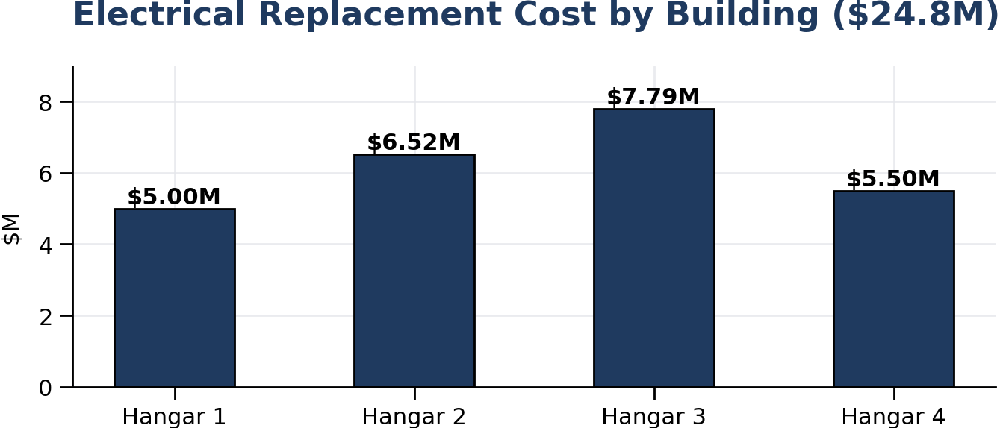 Electrical Replacement Cost by Building ($24.8M)
$M
8
6
4
2
0
$5.00M
$6.52M
$7.79M
$5.50M
Hangar 1
Hangar 2
Hangar 3
Hangar 4